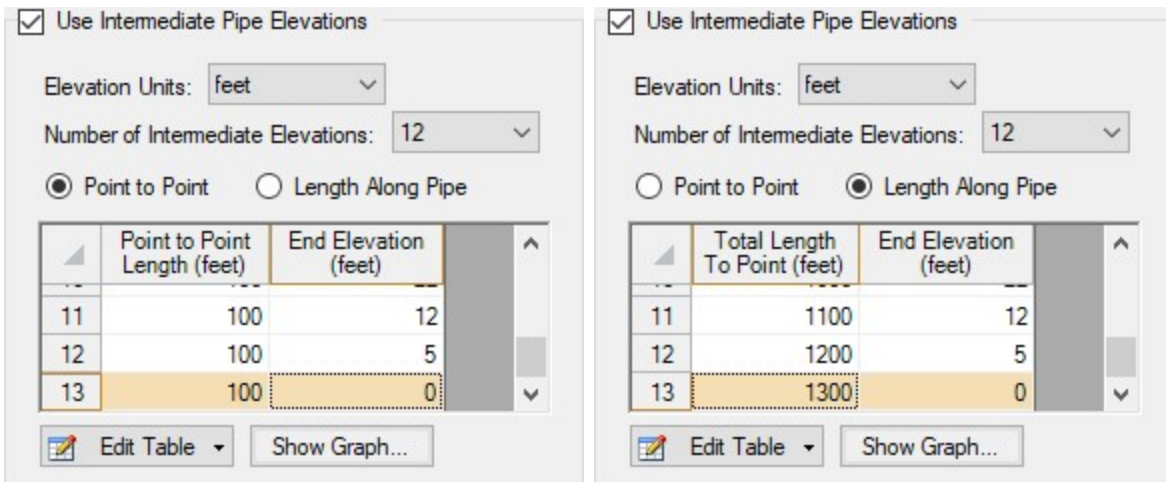 Use Intermediate Pipe Elevations
Elevation Units: feet
Number of Intermediate Elevations: 12
Point to Point Length Along Pipe
Point to Point End Elevation
Length (feet) (feet)
11 100 12
12 100 5
13 100 0
Edit Table Show Graph...
Use Intermediate Pipe Elevations
Elevation Units: feet
Number of Intermediate Elevations: 12
Point to Point Length Along Pipe
Total Length End Elevation
To Point (feet) (feet)
11 1100 12
12 1200 5
13 1300 0
Edit Table Show Graph...